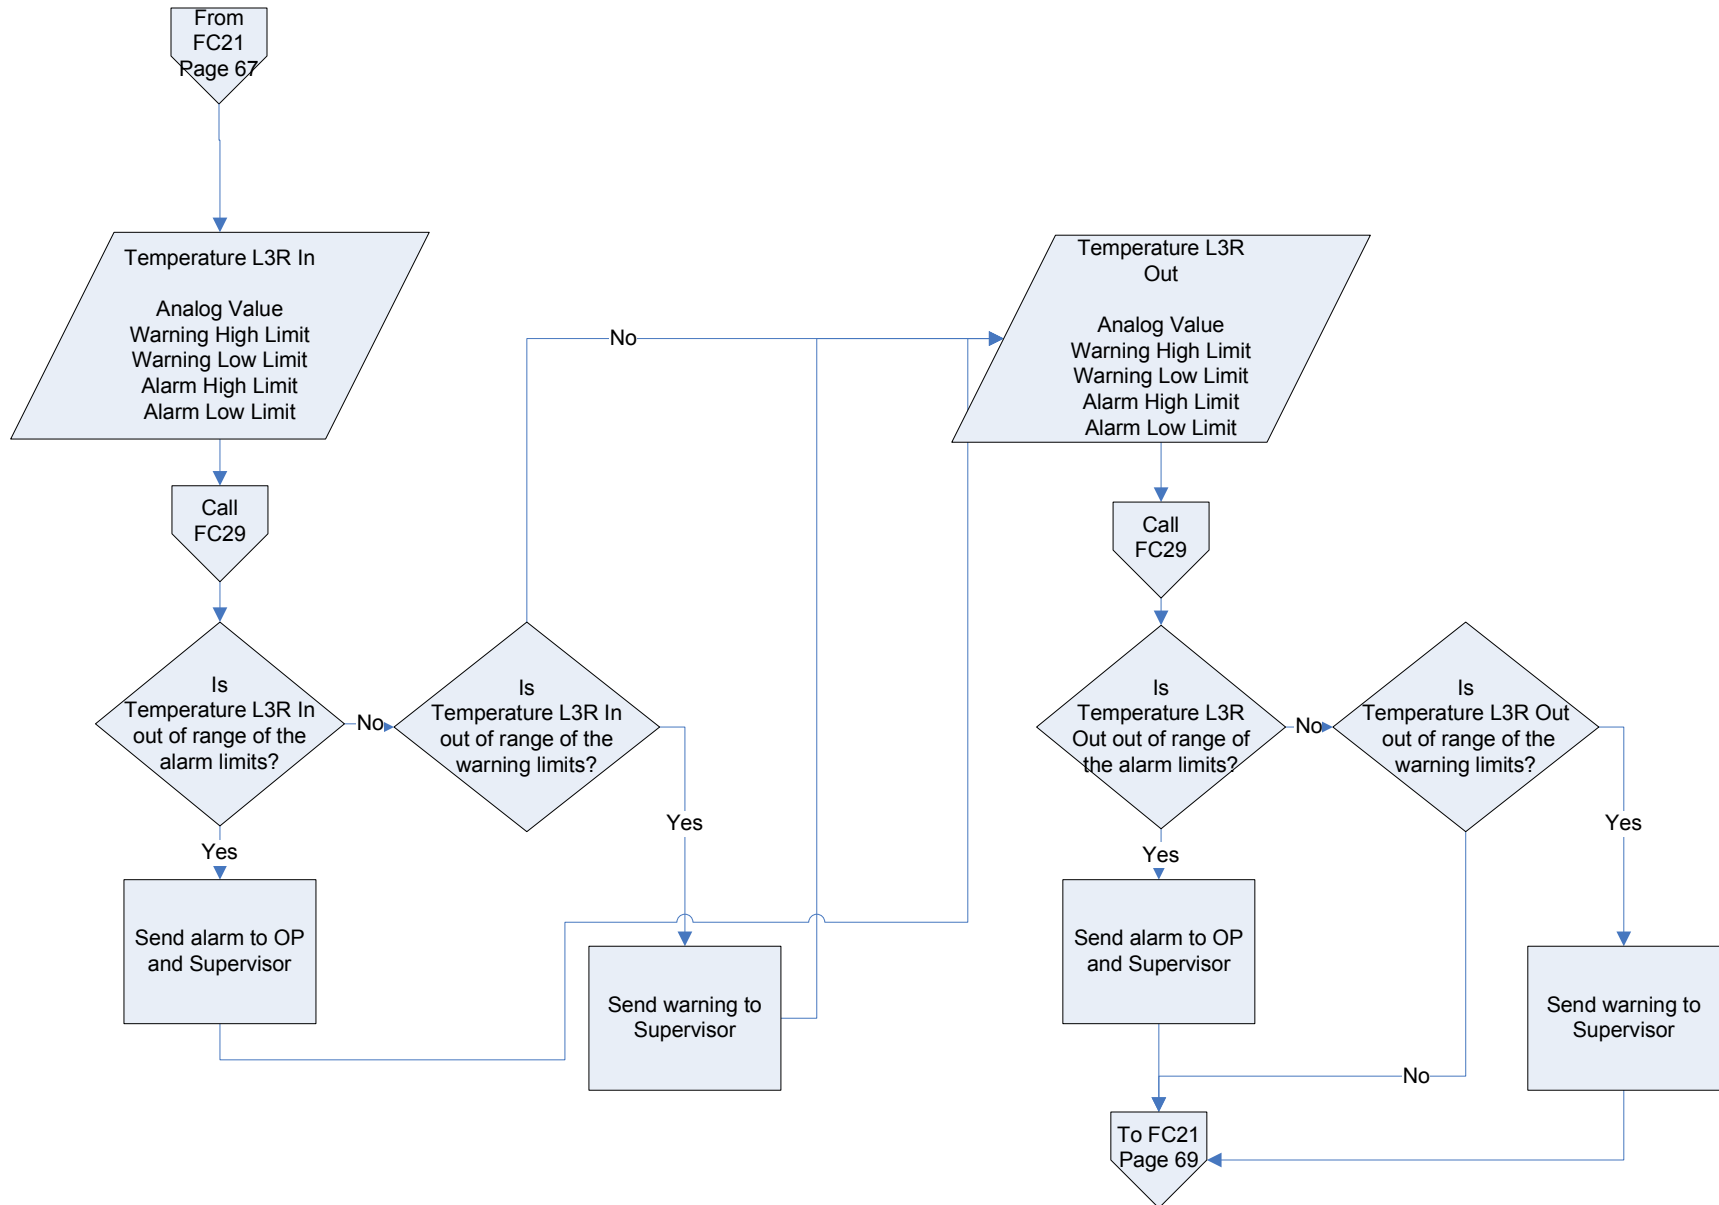 From
FC21
Page 67
Temperature L3R In
Analog Value
Warning High Limit
Warning Low Limit
Alarm High Limit
Alarm Low Limit
Call
FC29
Is
Temperature L3R In
out of range of the
alarm limits?
No
Is
Temperature L3R In
out of range of the
warning limits?
No
Yes
Yes
Send alarm to OP
and Supervisor
Send warning to
Supervisor
Temperature L3R
Out
Analog Value
Warning High Limit
Warning Low Limit
Alarm High Limit
Alarm Low Limit
Call
FC29
Is
Temperature L3R
Out out of range of
the alarm limits?
No
Is
Temperature L3R Out
out of range of the
warning limits?
Yes
Yes
Send alarm to OP
and Supervisor
Send warning to
Supervisor
No
To FC21
Page 69